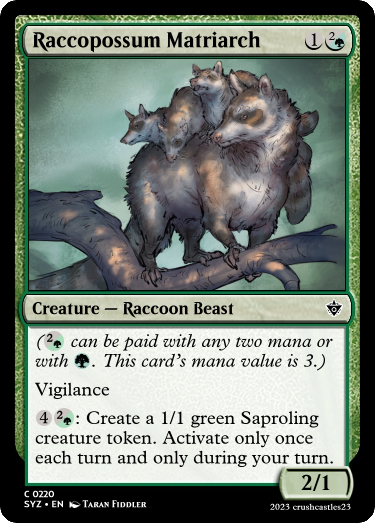 Raccopossum Matriarch 1 2/
Creature — Raccoon Beast
(2/ can be paid with any two mana or
with . This card's mana value is 3.)
Vigilance
4 2/: Create a 1/1 green Saproling
creature token. Activate only once
each turn and only during your turn.
2/1
C 0220
SYZ • EN Taran Fiddler
2023 crushcastles23